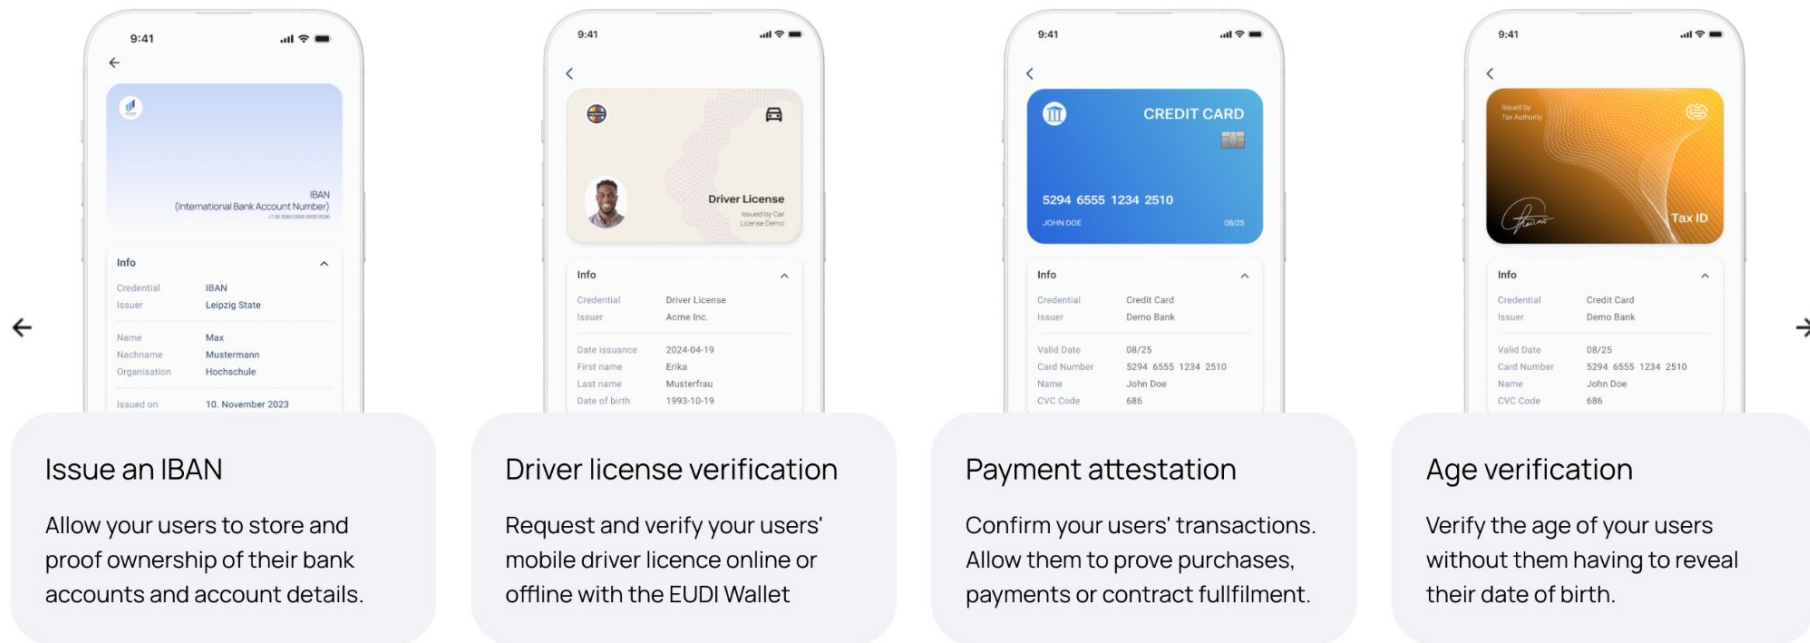 9:41
IBAN
(International Bank Account Number)
Info
Credential IBAN
Issuer Leipzig State
Name Max
Nachname Mustermann
Organisation Hochschule
Issued on 10. November 2023
Issue an IBAN
Allow your users to store and
proof ownership of their bank
accounts and account details.
9:41
Driver License
Issued by Car
License Demo
Info
Credential Driver License
Issuer Acme Inc.
Date issuance 2024-04-19
First name Erika
Last name Musterfrau
Date of birth 1993-10-19
Driver license verification
Request and verify your users'
mobile driver licence online or
offline with the EUDI Wallet
9:41
CREDIT CARD
5294 6555 1234 2510
JOHN DOE 08/25
Info
Credential Credit Card
Issuer Demo Bank
Valid Date 08/25
Card Number 5294 6555 1234 2510
Name John Doe
CVC Code 686
Payment attestation
Confirm your users' transactions.
Allow them to prove purchases,
payments or contract fullfilment.
9:41
Issued by
Tax Authority
Tax ID
Info
Credential Credit Card
Issuer Demo Bank
Valid Date 08/25
Card Number 5294 6555 1234 2510
Name John Doe
CVC Code 686
Age verification
Verify the age of your users
without them having to reveal
their date of birth.